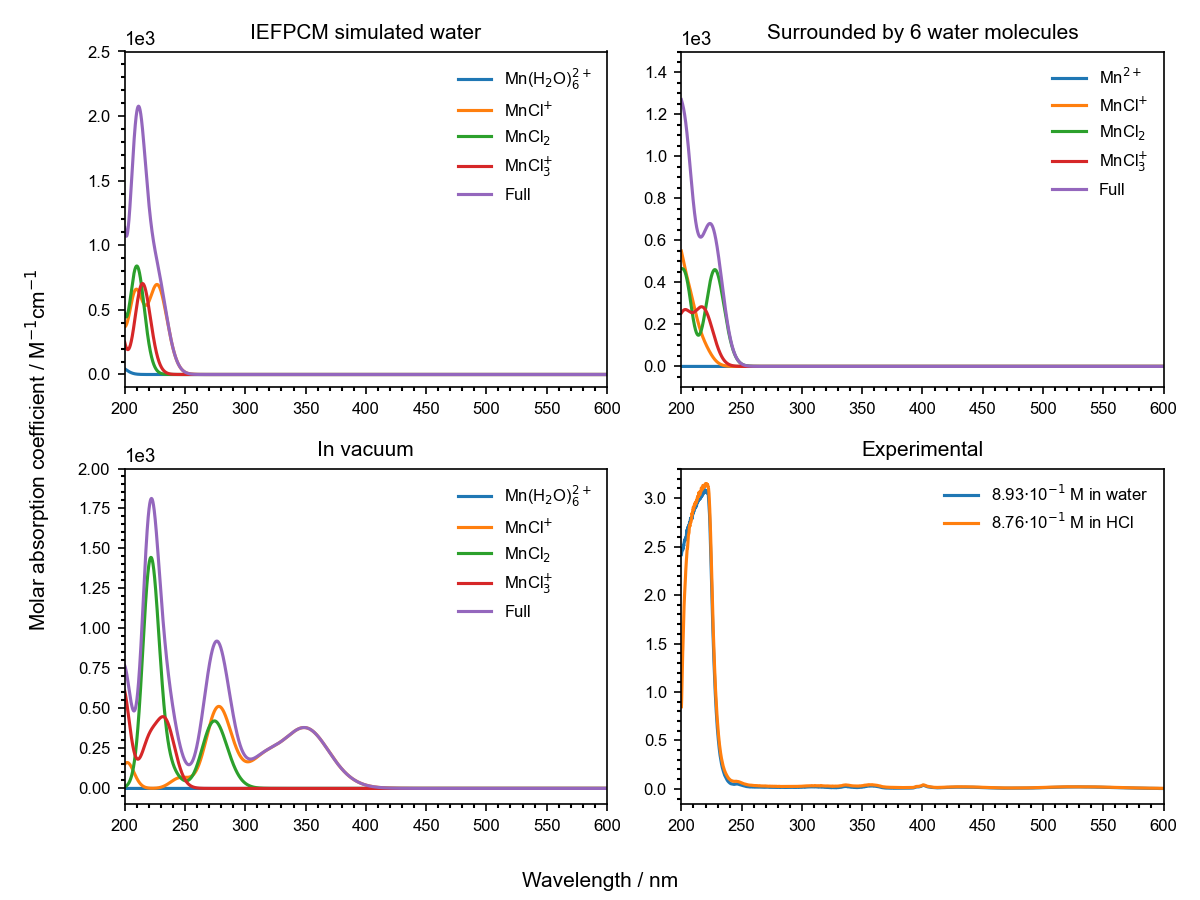 IEFPCM simulated water
1e3
2.5
2.0
1.5
1.0
0.5
0.0
200 250 300 350 400 450 500 550 600
Mn(H₂O)₆²⁺
MnCl⁺
MnCl₂
MnCl₃⁺
Full
Surrounded by 6 water molecules
1e3
1.4
1.2
1.0
0.8
0.6
0.4
0.2
0.0
200 250 300 350 400 450 500 550 600
Mn²⁺
MnCl⁺
MnCl₂
MnCl₃⁺
Full
Molar absorption coefficient / M⁻¹cm⁻¹
In vacuum
1e3
2.00
1.75
1.50
1.25
1.00
0.75
0.50
0.25
0.00
200 250 300 350 400 450 500 550 600
Mn(H₂O)₆²⁺
MnCl⁺
MnCl₂
MnCl₃⁺
Full
Experimental
3.0
2.5
2.0
1.5
1.0
0.5
0.0
200 250 300 350 400 450 500 550 600
8.93·10⁻¹ M in water
8.76·10⁻¹ M in HCl
Wavelength / nm